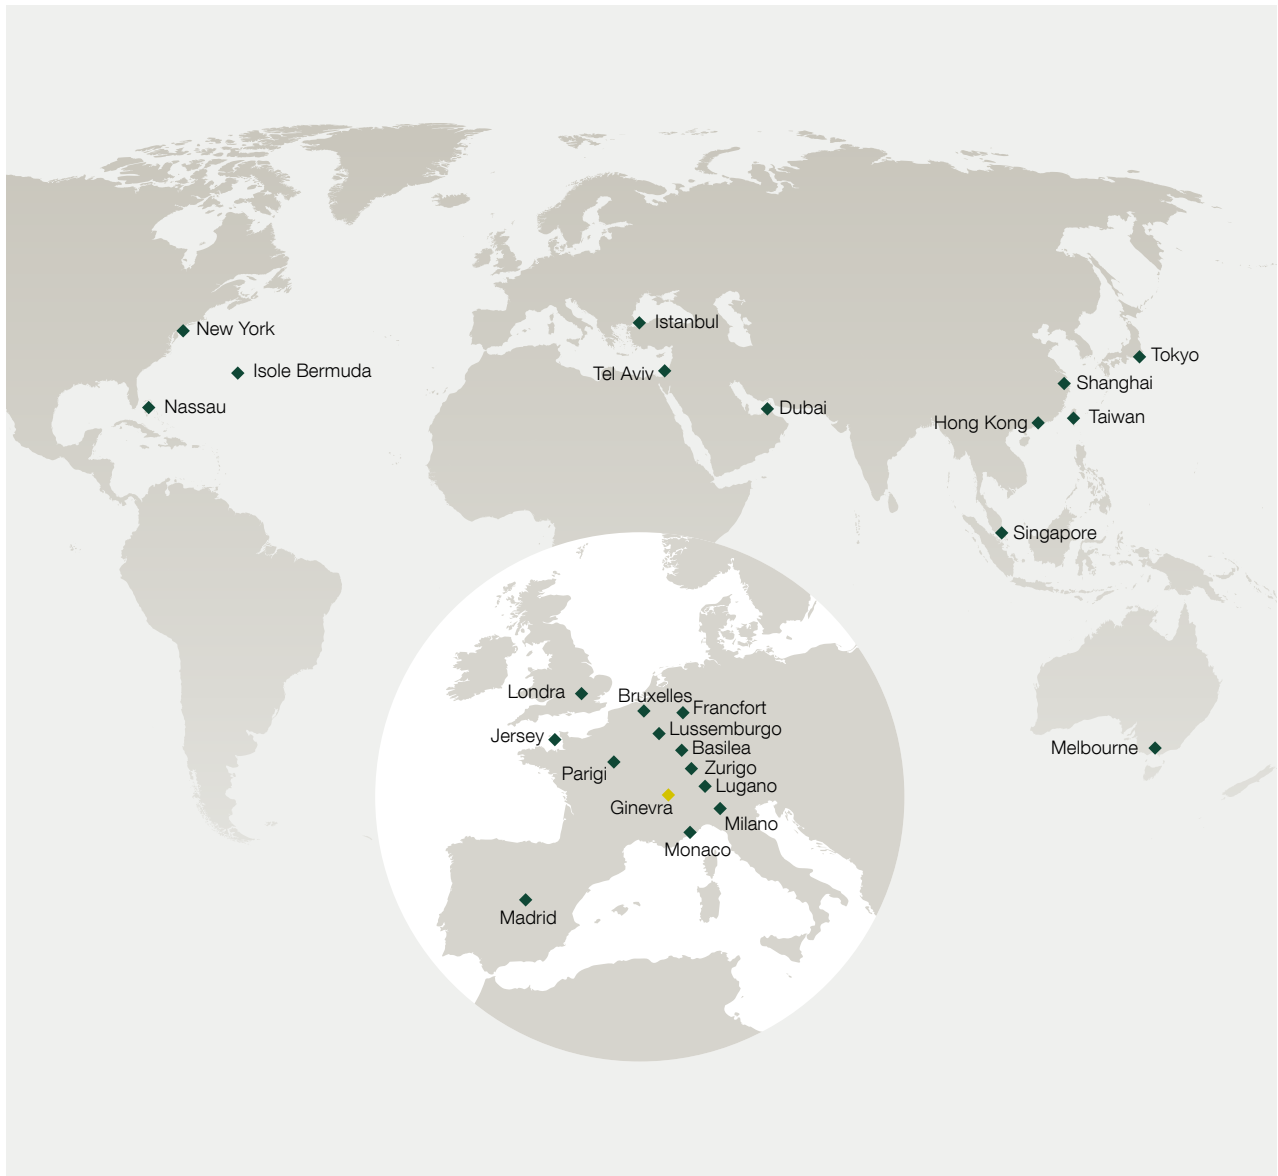 Istanbul
New York
Tokyo
Isole Bermuda
Tel Aviv
Shanghai
Nassau
Dubai
Taiwan
Hong Kong
Singapore
Londra
Bruxelles
Francfort
Lussemburgo
Jersey
Basilea
Melbourne
Zurigo
Parigi
Lugano
Ginevra
Milano
Monaco
Madrid